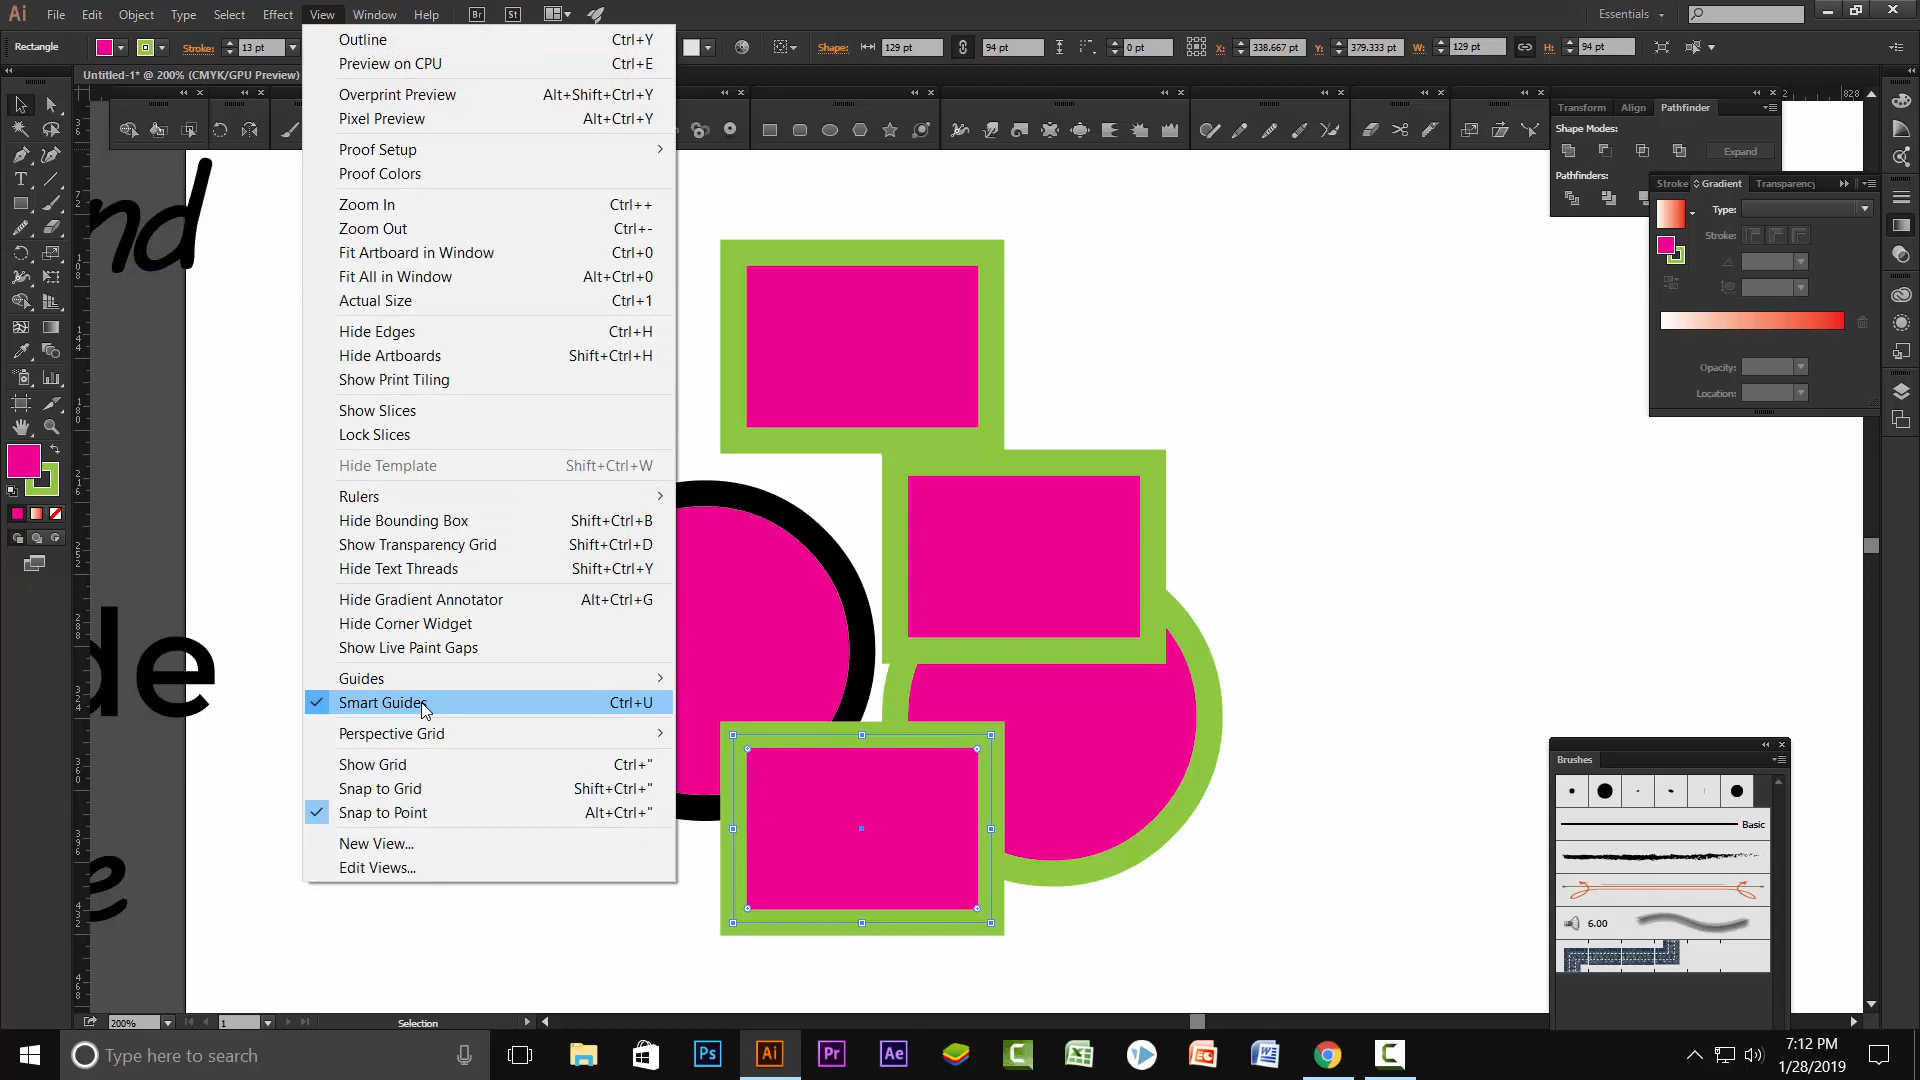 Ai File Edit Object Type Select Effect View Window Help Br St Essentials
Rectangle Stroke: 13 pt Shape: 129 pt 94 pt 0 pt X: 338.667 pt Y: 379.333 pt W: 129 pt H: 94 pt
Untitled-1* @ 200% (CMYK/GPU Preview)
Outline Ctrl+Y
Preview on CPU Ctrl+E
Overprint Preview Alt+Shift+Ctrl+Y
Pixel Preview Alt+Ctrl+Y
Proof Setup
Proof Colors
Zoom In Ctrl++
Zoom Out Ctrl+-
Fit Artboard in Window Ctrl+0
Fit All in Window Alt+Ctrl+0
Actual Size Ctrl+1
Hide Edges Ctrl+H
Hide Artboards Shift+Ctrl+H
Show Print Tiling
Show Slices
Lock Slices
Hide Template Shift+Ctrl+W
Rulers
Hide Bounding Box Shift+Ctrl+B
Show Transparency Grid Shift+Ctrl+D
Hide Text Threads Shift+Ctrl+Y
Hide Gradient Annotator Alt+Ctrl+G
Hide Corner Widget
Show Live Paint Gaps
Guides
Smart Guides Ctrl+U
Perspective Grid
Show Grid Ctrl+"
Snap to Grid Shift+Ctrl+"
Snap to Point Alt+Ctrl+"
New View...
Edit Views...
nd
de
e
Transform Align Pathfinder
Shape Modes:
Expand
Pathfinders:
Stroke Gradient Transparency
Type:
Stroke:
Opacity:
Location:
Brushes
Basic
6.00
200% 1 Selection
Type here to search
Ps Ai Pr Ae
7:12 PM
1/28/2019